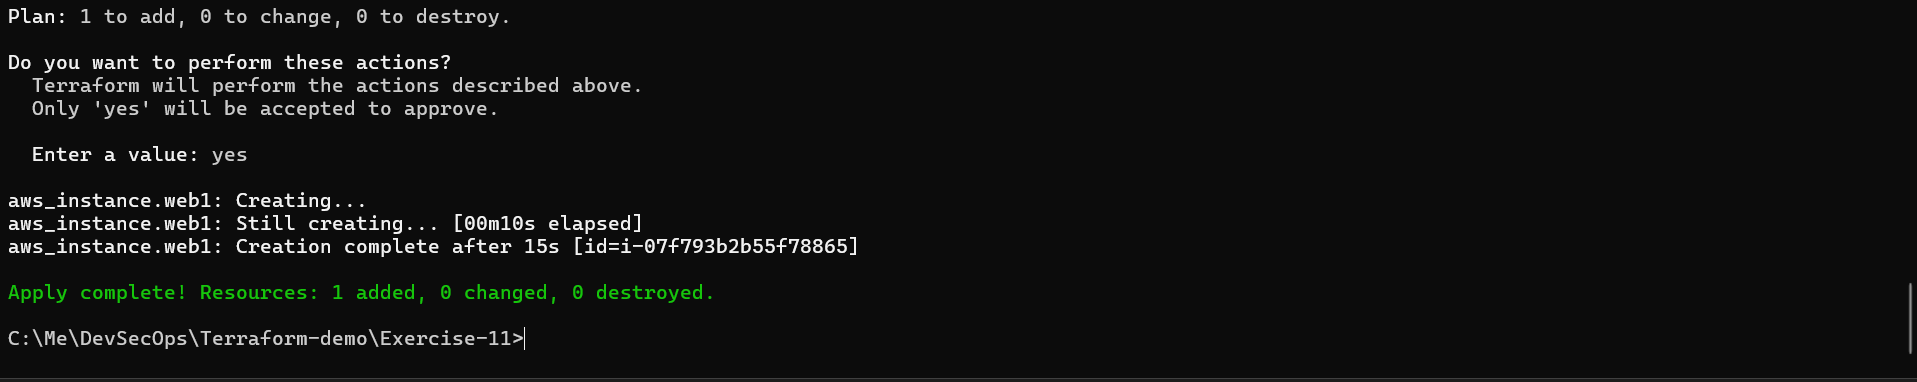 Plan: 1 to add, 0 to change, 0 to destroy.
Do you want to perform these actions?
Terraform will perform the actions described above.
Only 'yes' will be accepted to approve.
Enter a value: yes
aws_instance.web1: Creating...
aws_instance.web1: Still creating... [00m10s elapsed]
aws_instance.web1: Creation complete after 15s [id=i-07f793b2b55f78865]
Apply complete! Resources: 1 added, 0 changed, 0 destroyed.
C:\Me\DevSecOps\Terraform-demo\Exercise-11>